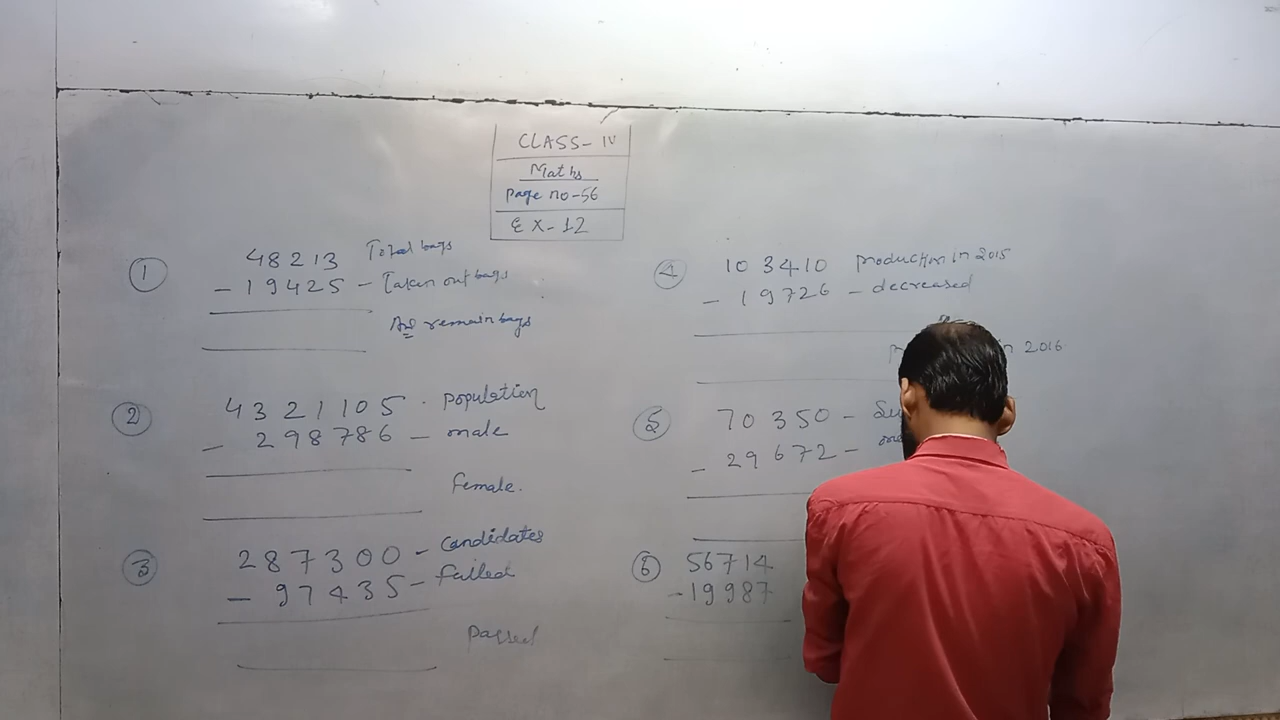 CLASS- IV
Maths
Page no-56
EX-12
1 48213 Total bags
- 19425 - Taken out bags
Ans remain bags
2 4321105 . population
- 298786 - male
female.
3 287300 - candidates
- 97435 - failed
Passed
4 103410 production in 2015
- 19726 - decreased
in 2016
5 70350 -
- 29672 -
6 56714
- 19987